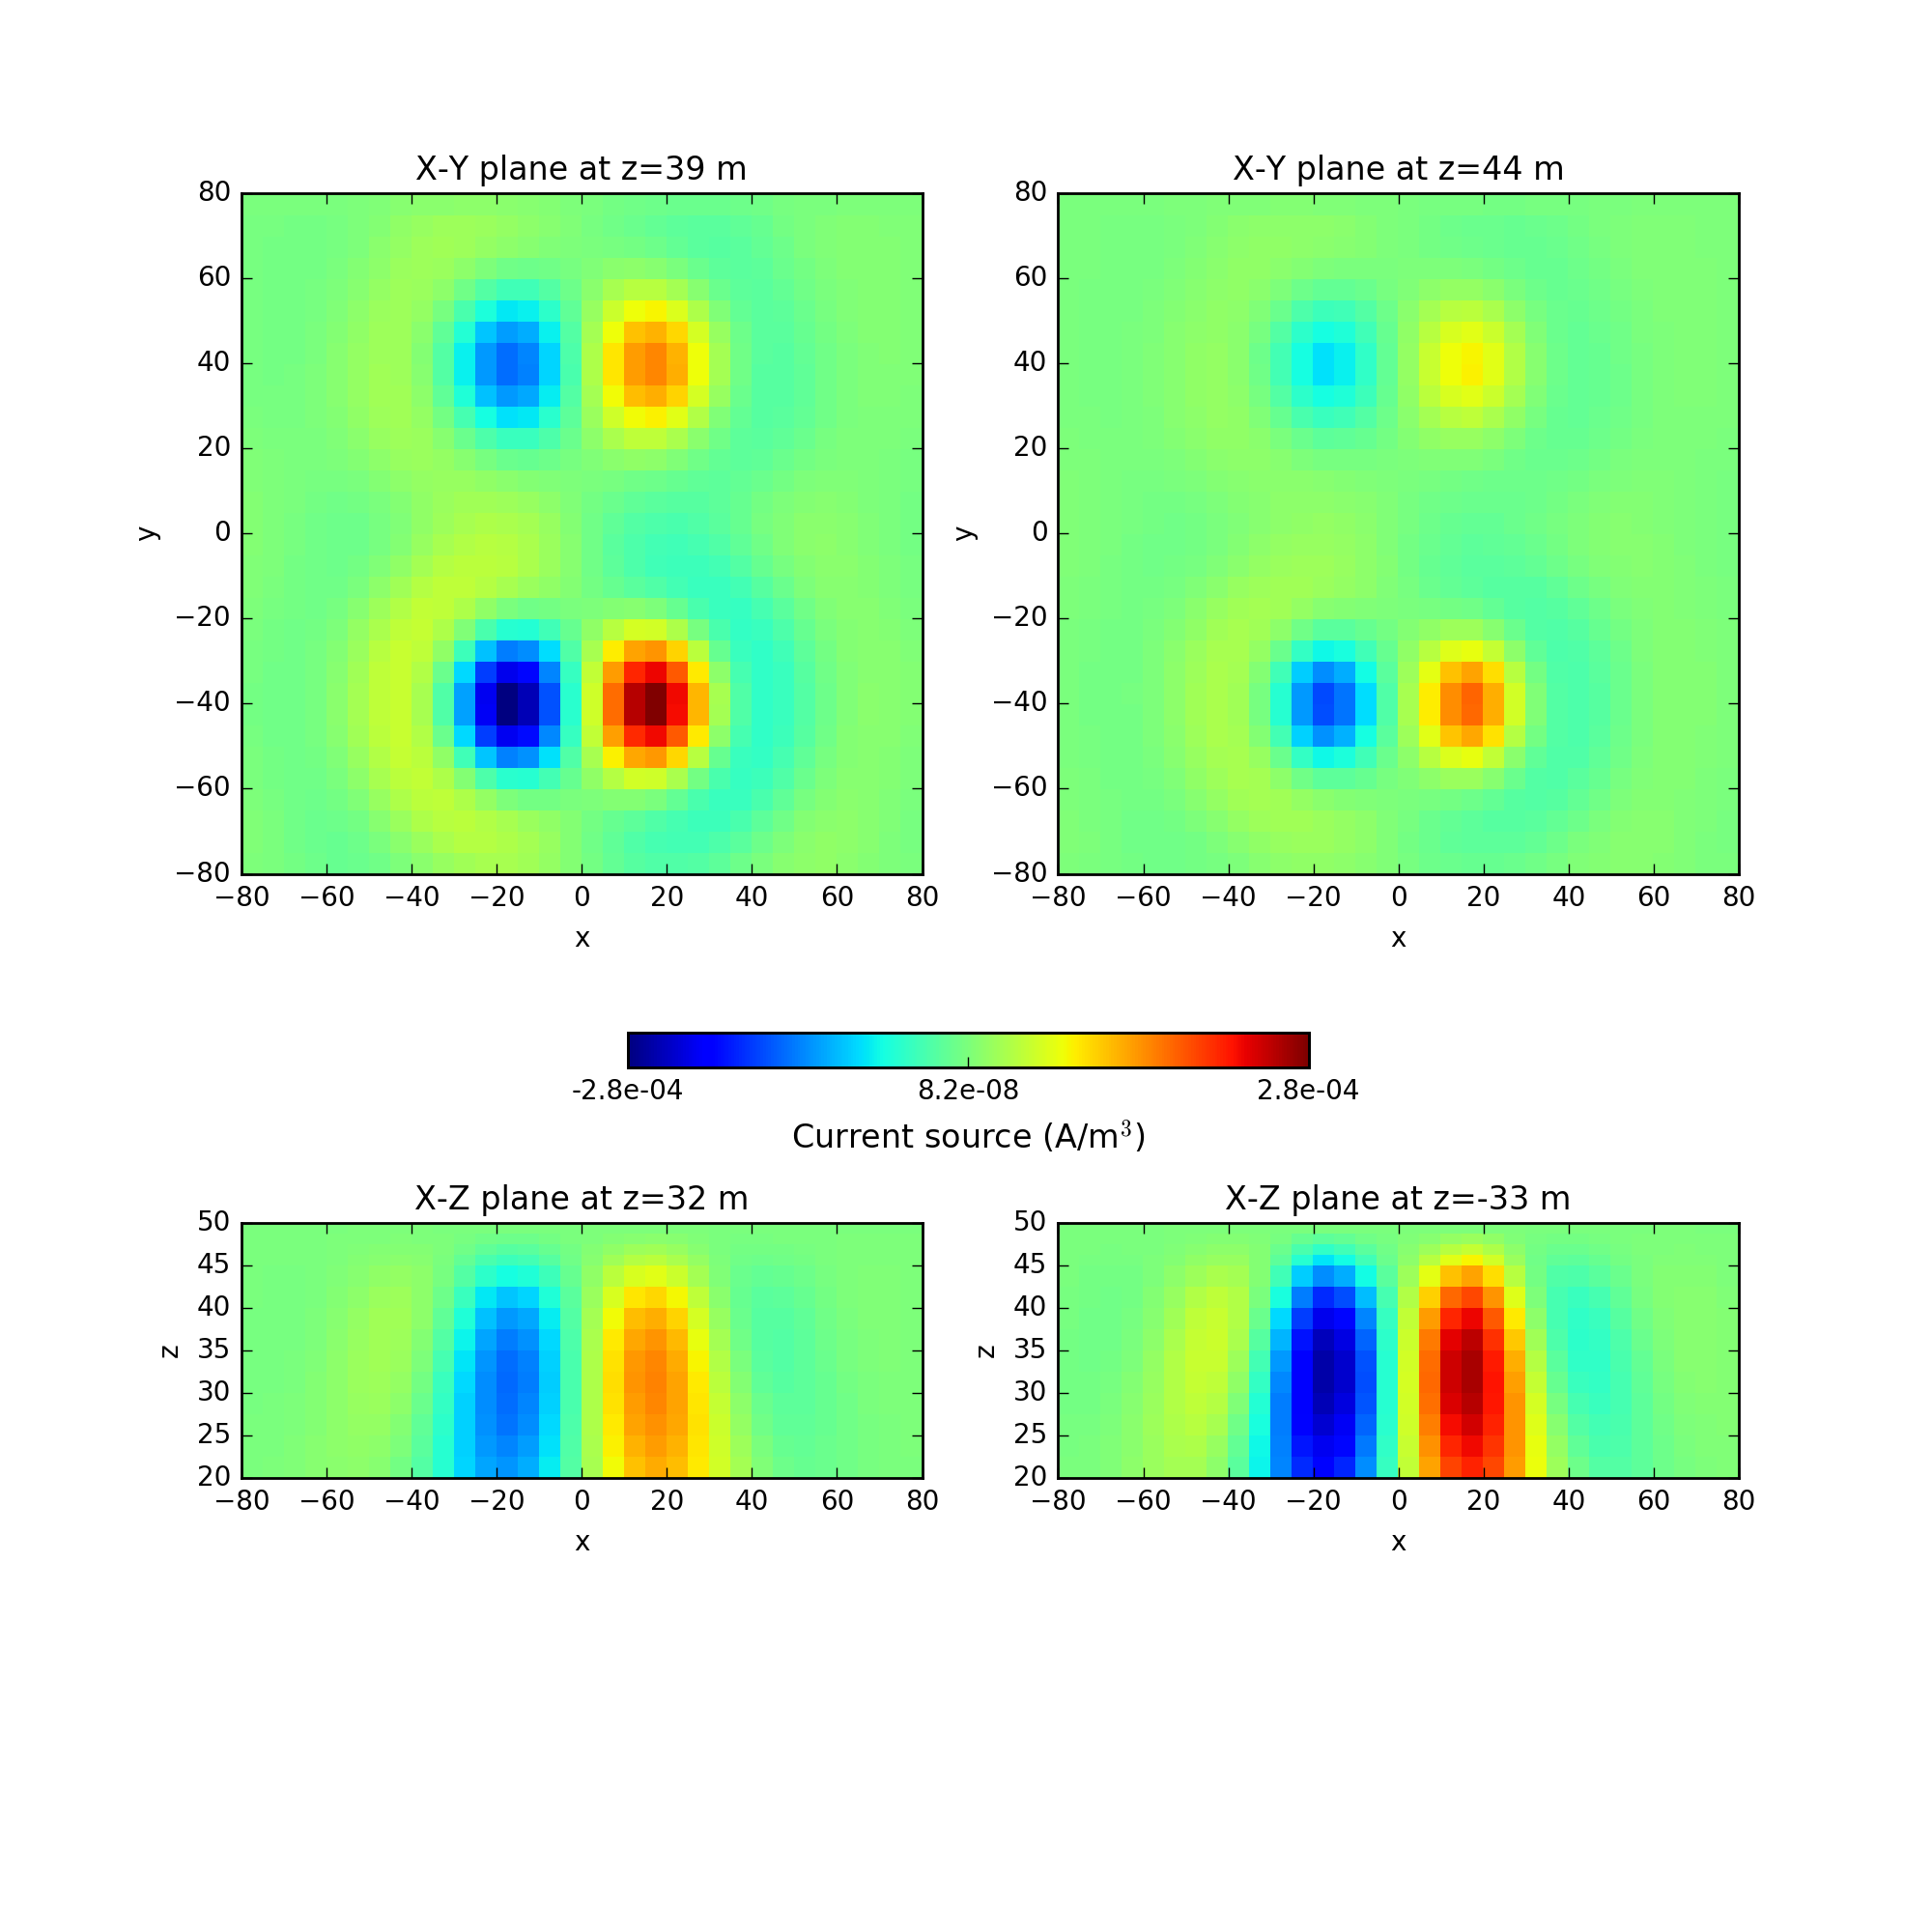 X-Y plane at z=39 m
X-Y plane at z=44 m
80
60
40
20
0
−20
−40
−60
−80
y
−80 −60 −40 −20 0 20 40 60 80
x
80
60
40
20
0
−20
−40
−60
−80
y
−80 −60 −40 −20 0 20 40 60 80
x
-2.8e-04 8.2e-08 2.8e-04
Current source (A/m³)
X-Z plane at z=32 m
X-Z plane at z=-33 m
50
45
40
35
30
25
20
z
−80 −60 −40 −20 0 20 40 60 80
x
50
45
40
35
30
25
20
z
−80 −60 −40 −20 0 20 40 60 80
x